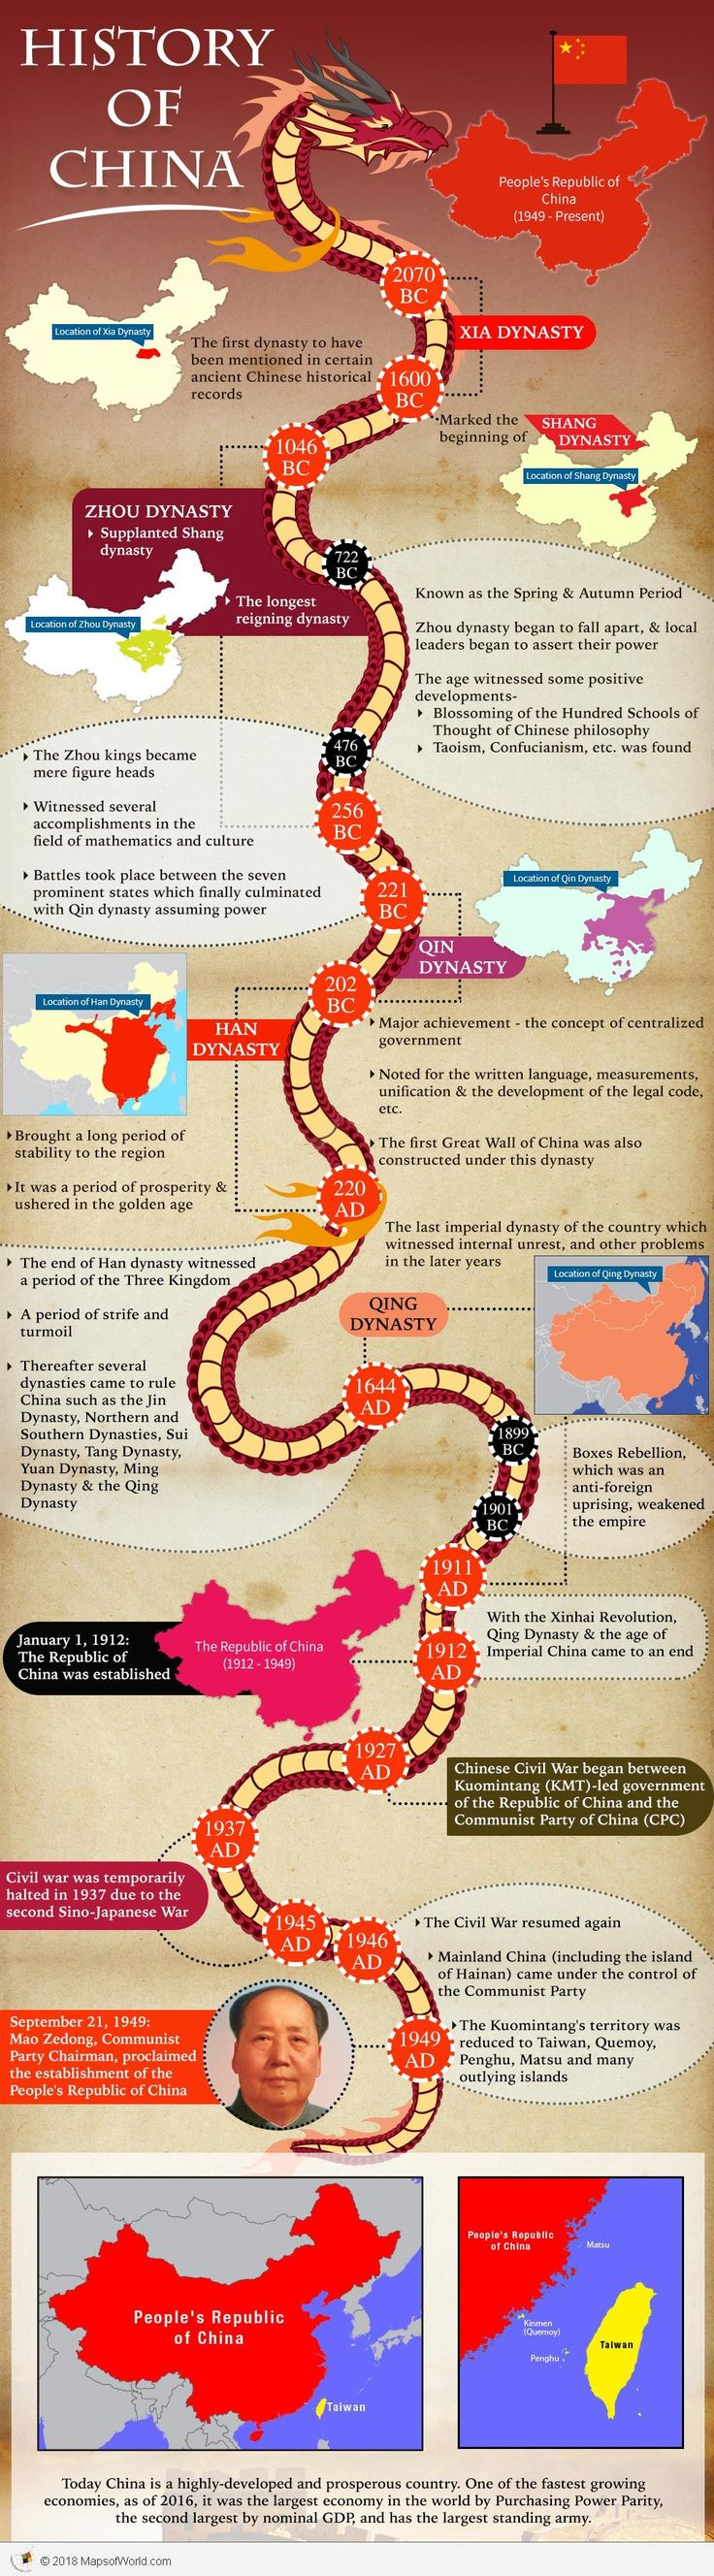 HISTORY
OF
CHINA
People's Republic of
China
(1949 - Present)
2070
BC
XIA DYNASTY
Location of Xia Dynasty
The first dynasty to have
been mentioned in certain
ancient Chinese historical
records
1600
BC
Marked the
beginning of
SHANG
DYNASTY
Location of Shang Dynasty
1046
BC
ZHOU DYNASTY
Supplanted Shang
dynasty
The longest
reigning dynasty
Location of Zhou Dynasty
722
BC
Known as the Spring & Autumn Period
Zhou dynasty began to fall apart, & local
leaders began to assert their power
The age witnessed some positive
developments-
Blossoming of the Hundred Schools of
Thought of Chinese philosophy
Taoism, Confucianism, etc. was found
476
BC
The Zhou kings became
mere figure heads
Witnessed several
accomplishments in the
field of mathematics and culture
Battles took place between the seven
prominent states which finally culminated
with Qin dynasty assuming power
256
BC
221
BC
Location of Qin Dynasty
QIN
DYNASTY
202
BC
Location of Han Dynasty
HAN
DYNASTY
Major achievement - the concept of centralized
government
Noted for the written language, measurements,
unification & the development of the legal code,
etc.
The first Great Wall of China was also
constructed under this dynasty
Brought a long period of
stability to the region
It was a period of prosperity &
ushered in the golden age
220
AD
The last imperial dynasty of the country which
witnessed internal unrest, and other problems
in the later years
Location of Qing Dynasty
The end of Han dynasty witnessed
a period of the Three Kingdom
A period of strife and
turmoil
Thereafter several
dynasties came to rule
China such as the Jin
Dynasty, Northern and
Southern Dynasties, Sui
Dynasty, Tang Dynasty,
Yuan Dynasty, Ming
Dynasty & the Qing
Dynasty
QING
DYNASTY
1644
AD
1899
BC
Boxes Rebellion,
which was an
anti-foreign
uprising, weakened
the empire
1901
BC
1911
AD
With the Xinhai Revolution,
Qing Dynasty & the age of
Imperial China came to an end
January 1, 1912:
The Republic of
China was established
The Republic of China
(1912 - 1949)
1912
AD
1927
AD
Chinese Civil War began between
Kuomintang (KMT)-led government
of the Republic of China and the
Communist Party of China (CPC)
1937
AD
Civil war was temporarily
halted in 1937 due to the
second Sino-Japanese War
1945
AD
1946
AD
The Civil War resumed again
Mainland China (including the island
of Hainan) came under the control of
the Communist Party
The Kuomintang's territory was
reduced to Taiwan, Quemoy,
Penghu, Matsu and many
outlying islands
September 21, 1949:
Mao Zedong, Communist
Party Chairman, proclaimed
the establishment of the
People's Republic of China
1949
AD
People's Republic
of China
Taiwan
People's Republic
of China
Matsu
Kinmen
(Quemoy)
Penghu
Taiwan
Today China is a highly-developed and prosperous country. One of the fastest growing
economies, as of 2016, it was the largest economy in the world by Purchasing Power Parity,
the second largest by nominal GDP, and has the largest standing army.
© 2018 MapsofWorld.com